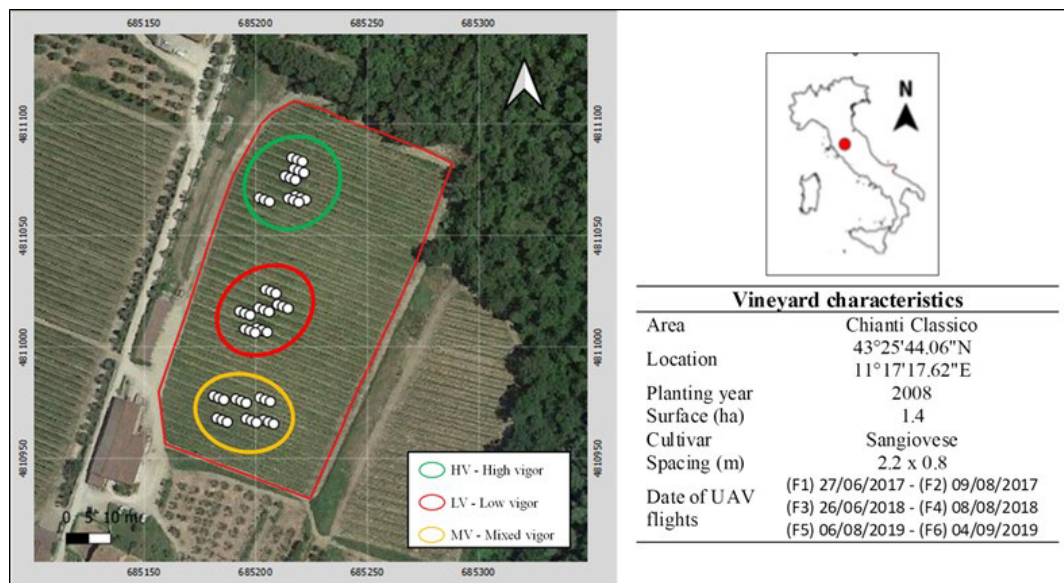 685150 685200 685250 685300
4811100
4811050
4811000
4810950
4811100
4811050
4811000
4810950
HV - High vigor
LV - Low vigor
MV - Mixed vigor
0 5 10 m
685150 685200 685250 685300
N
Vineyard characteristics
Area Chianti Classico
Location 43°25'44.06"N
11°17'17.62"E
Planting year 2008
Surface (ha) 1.4
Cultivar Sangiovese
Spacing (m) 2.2 x 0.8
Date of UAV flights (F1) 27/06/2017 - (F2) 09/08/2017
(F3) 26/06/2018 - (F4) 08/08/2018
(F5) 06/08/2019 - (F6) 04/09/2019